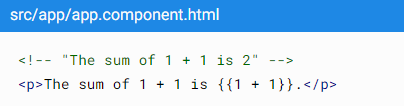 src/app/app.component.html
<!-- "The sum of 1 + 1 is 2" -->
<p>The sum of 1 + 1 is {{1 + 1}}.</p>